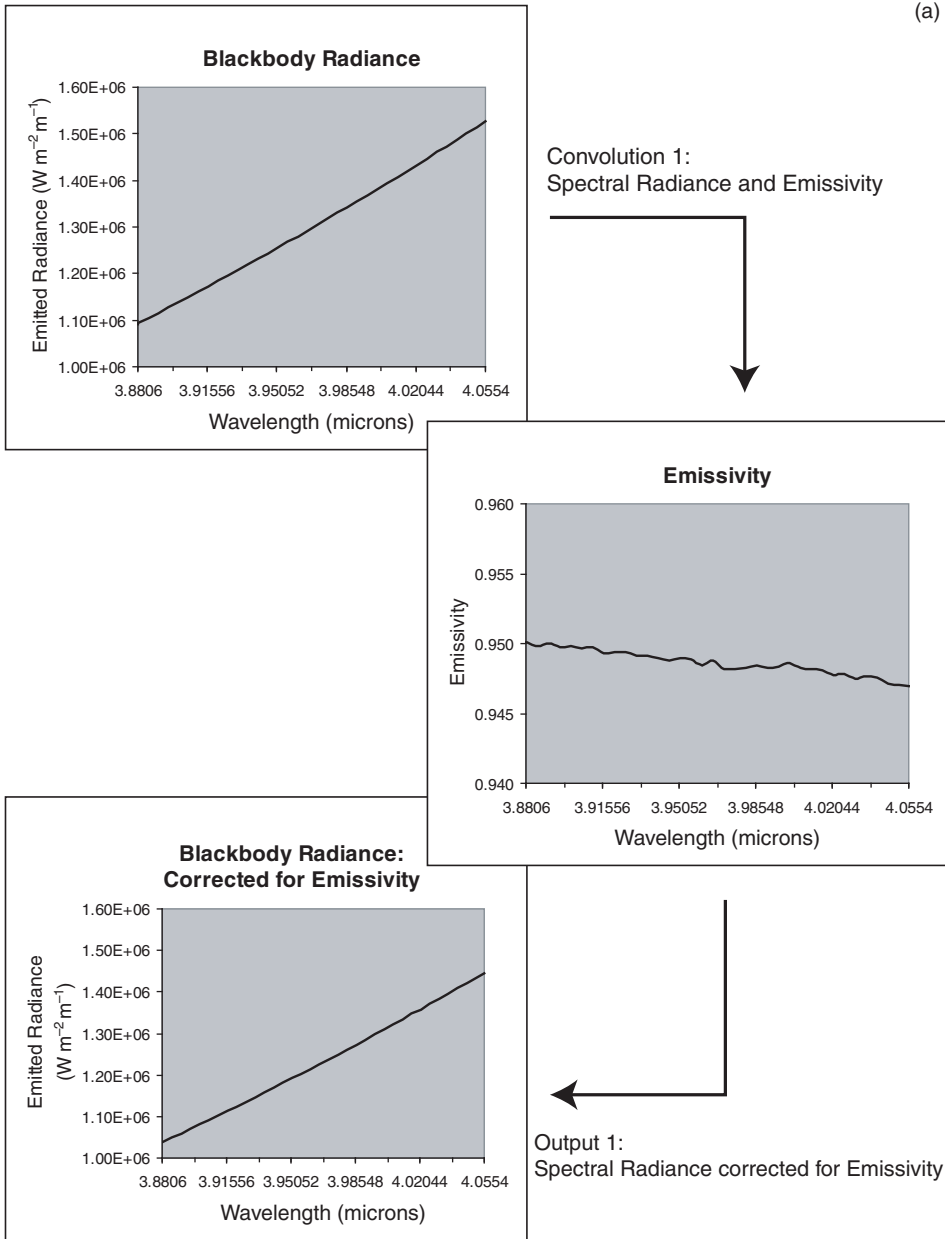 (a)
Blackbody Radiance
Emitted Radiance (W m⁻² m⁻¹)
1.60E+06
1.50E+06
1.40E+06
1.30E+06
1.20E+06
1.10E+06
1.00E+06
3.8806 3.91556 3.95052 3.98548 4.02044 4.0554
Wavelength (microns)
Convolution 1:
Spectral Radiance and Emissivity
Emissivity
Emissivity
0.960
0.955
0.950
0.945
0.940
3.8806 3.91556 3.95052 3.98548 4.02044 4.0554
Wavelength (microns)
Blackbody Radiance:
Corrected for Emissivity
Emitted Radiance
(W m⁻² m⁻¹)
1.60E+06
1.50E+06
1.40E+06
1.30E+06
1.20E+06
1.10E+06
1.00E+06
3.8806 3.91556 3.95052 3.98548 4.02044 4.0554
Wavelength (microns)
Output 1:
Spectral Radiance corrected for Emissivity